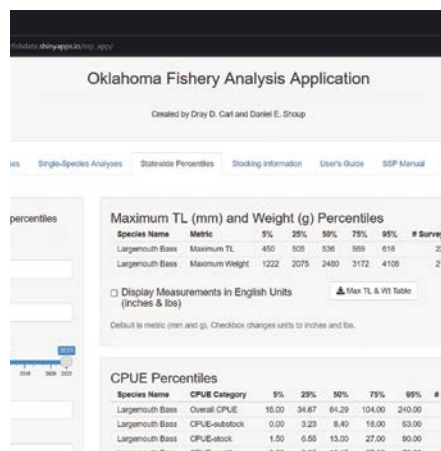 shinyapps.io/
Oklahoma Fishery Analysis Application
Created by Dray D. Carl and Daniel E. Shoup
Single-Species Analyses Statewide Percentiles Stocking Information User's Guide SSP Manual
percentiles
Maximum TL (mm) and Weight (g) Percentiles
Species Name Metric 5% 25% 50% 75% 95% # Survey
Largemouth Bass Maximum TL 450 505 536 569 616
Largemouth Bass Maximum Weight 1222 2075 2480 3172 4108
Display Measurements in English Units
(inches & lbs)
Max TL & Wt Table
Default is metric (mm and g). Checkbox changes units to inches and lbs.
CPUE Percentiles
Species Name CPUE Category 5% 25% 50% 75% 95% #
Largemouth Bass Overall CPUE 16.00 34.67 64.29 104.00 240.00
Largemouth Bass CPUE-substock 0.00 3.23 8.40 18.00 63.00
Largemouth Bass CPUE-stock 1.50 6.55 13.00 27.00 90.00